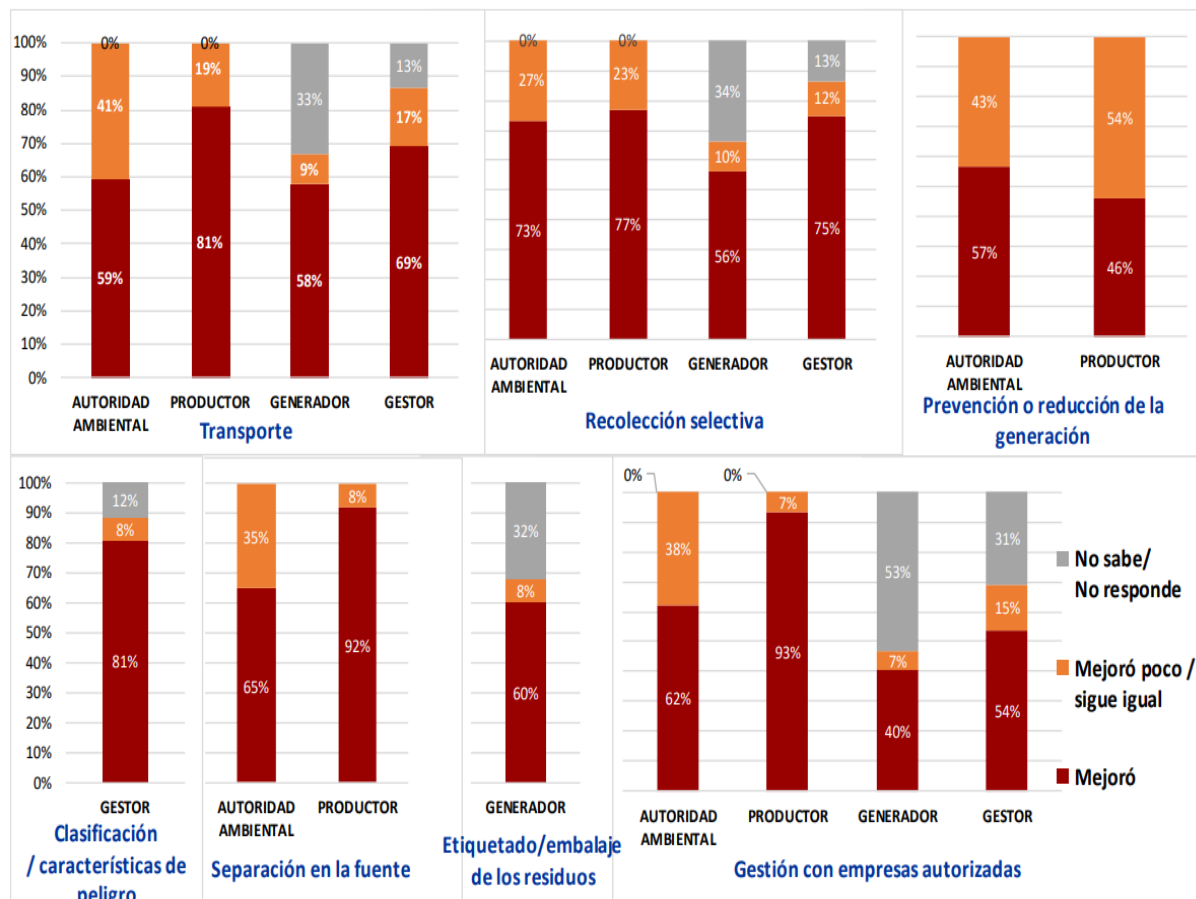 100%
90%
80%
70%
60%
50%
40%
30%
20%
10%
0%
0%
41%
59%
0%
19%
81%
33%
9%
58%
13%
17%
69%
AUTORIDAD
AMBIENTAL
PRODUCTOR
GENERADOR
GESTOR
Transporte
0%
27%
73%
0%
23%
77%
34%
10%
56%
13%
12%
75%
AUTORIDAD
AMBIENTAL
PRODUCTOR
GENERADOR
GESTOR
Recolección selectiva
43%
57%
54%
46%
AUTORIDAD
AMBIENTAL
PRODUCTOR
Prevención o reducción de la
generación
100%
90%
80%
70%
60%
50%
40%
30%
20%
10%
0%
12%
8%
81%
GESTOR
Clasificación
/ características de
peligro
35%
65%
8%
92%
AUTORIDAD
AMBIENTAL
PRODUCTOR
Separación en la fuente
32%
8%
60%
GENERADOR
Etiquetado/embalaje
de los residuos
0%
38%
62%
0%
7%
93%
53%
7%
40%
31%
15%
54%
AUTORIDAD
AMBIENTAL
PRODUCTOR
GENERADOR
GESTOR
Gestión con empresas autorizadas
No sabe/
No responde
Mejoró poco /
sigue igual
Mejoró